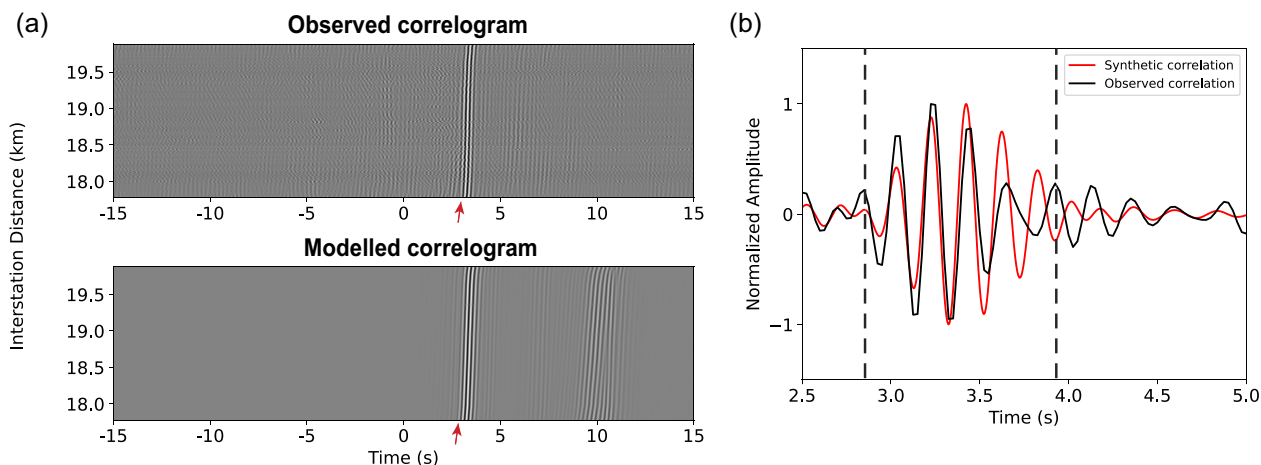 (a)
Observed correlogram
19.5
19.0
18.5
18.0
-15 -10 -5 0 5 10 15
Interstation Distance (km)
Modelled correlogram
19.5
19.0
18.5
18.0
-15 -10 -5 0 5 10 15
Time (s)
(b)
Synthetic correlation
Observed correlation
Normalized Amplitude
1
0
−1
2.5 3.0 3.5 4.0 4.5 5.0
Time (s)